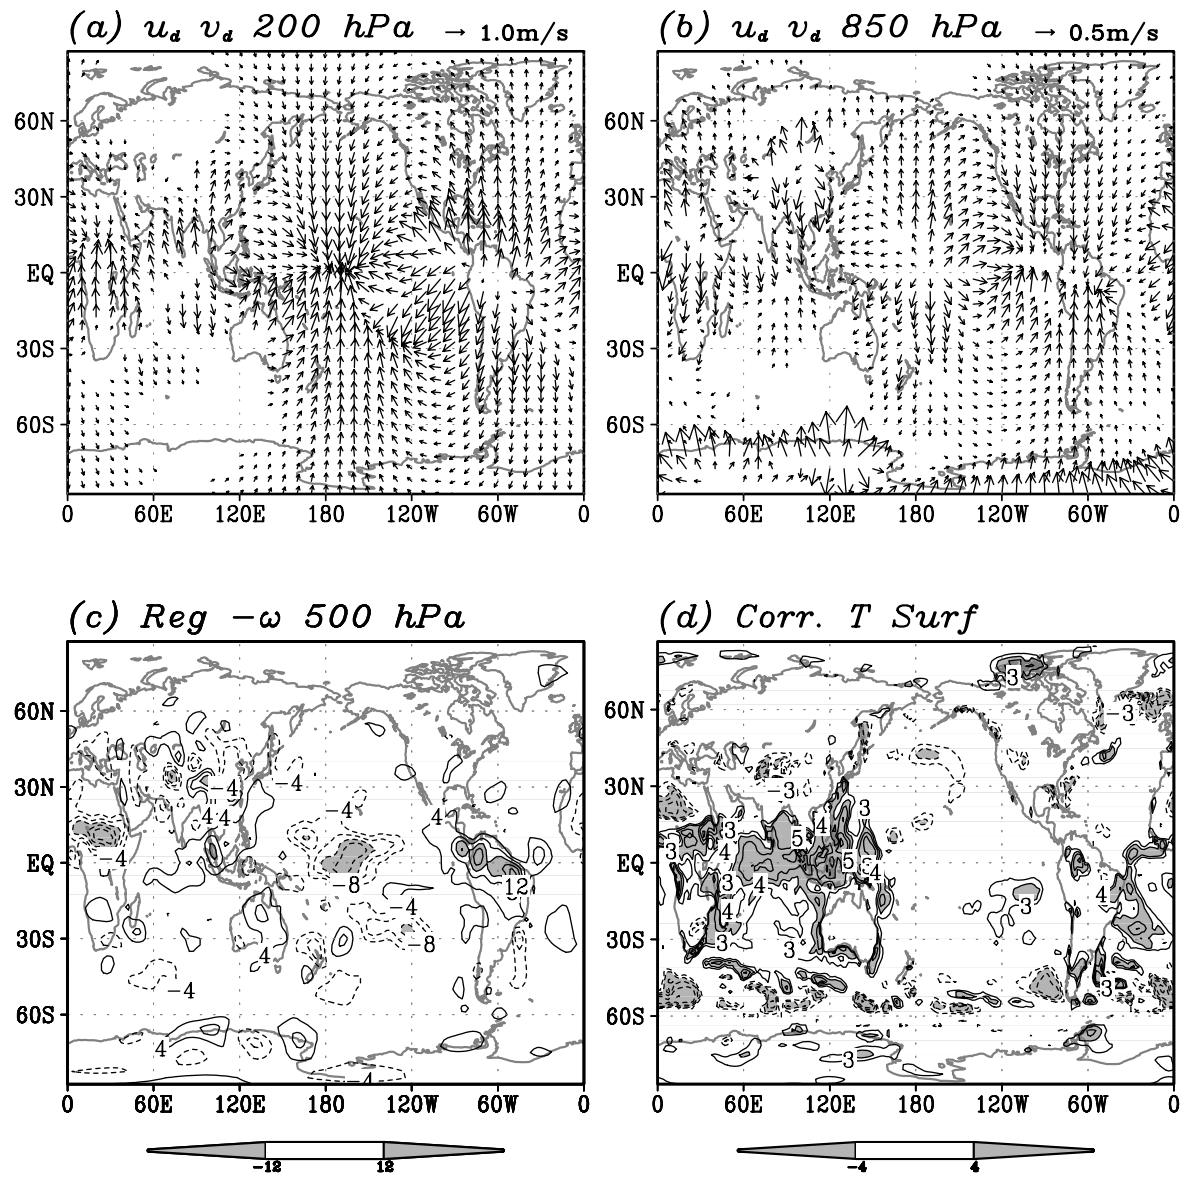 (a) u_d v_d 200 hPa → 1.0m/s
(b) u_d v_d 850 hPa → 0.5m/s
60N
30N
EQ
30S
60S
0 60E 120E 180 120W 60W 0
60N
30N
EQ
30S
60S
0 60E 120E 180 120W 60W 0
(c) Reg −ω 500 hPa
(d) Corr. T Surf
60N
30N
EQ
30S
60S
−4 −4
−4
4 4 4
−4
−8
12
−4
−8
4
−4
4
−4
0 60E 120E 180 120W 60W 0
−12 12
60N
30N
EQ
30S
60S
3
−3
−3
3
3 5 4
3 4 5 4
3 4
4 3 4
3 3
3
3
0 60E 120E 180 120W 60W 0
−4 4